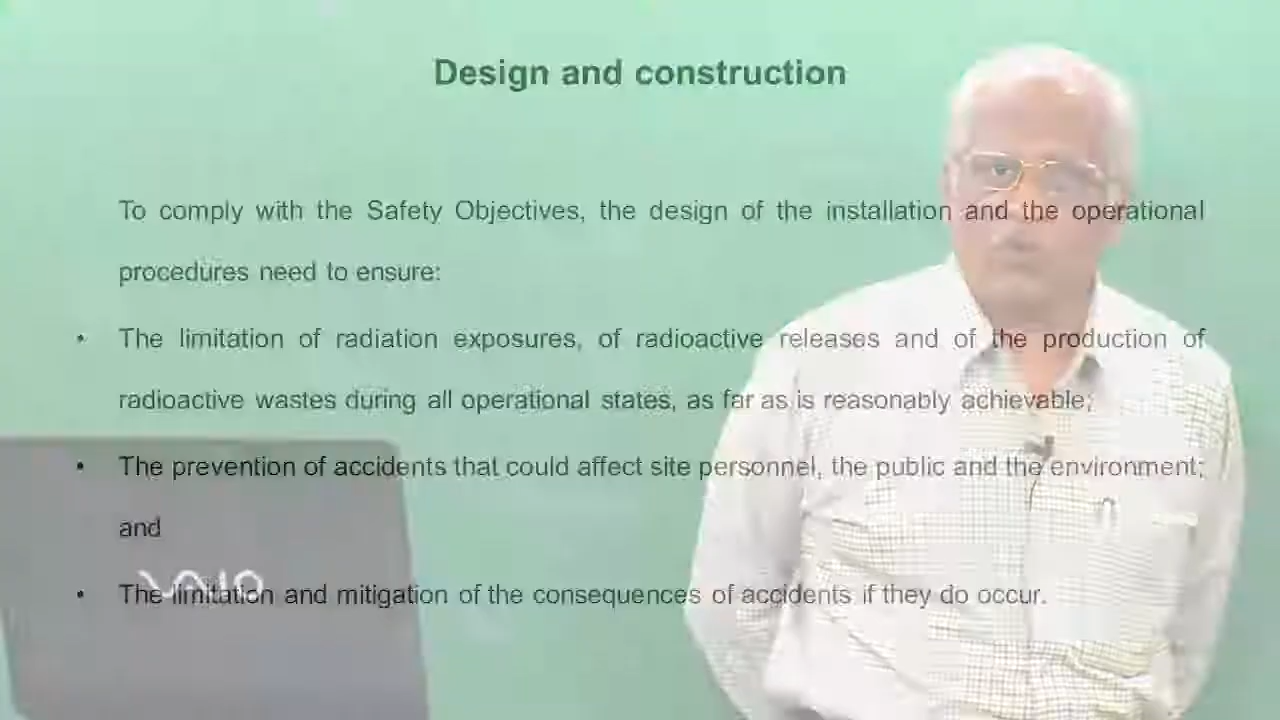 Design and construction
To comply with the Safety Objectives, the design of the installation and the operational
procedures need to ensure:
• The limitation of radiation exposures, of radioactive releases and of the production of
radioactive wastes during all operational states, as far as is reasonably achievable;
• The prevention of accidents that could affect site personnel, the public and the environment;
and
• The limitation and mitigation of the consequences of accidents if they do occur.
VAIO